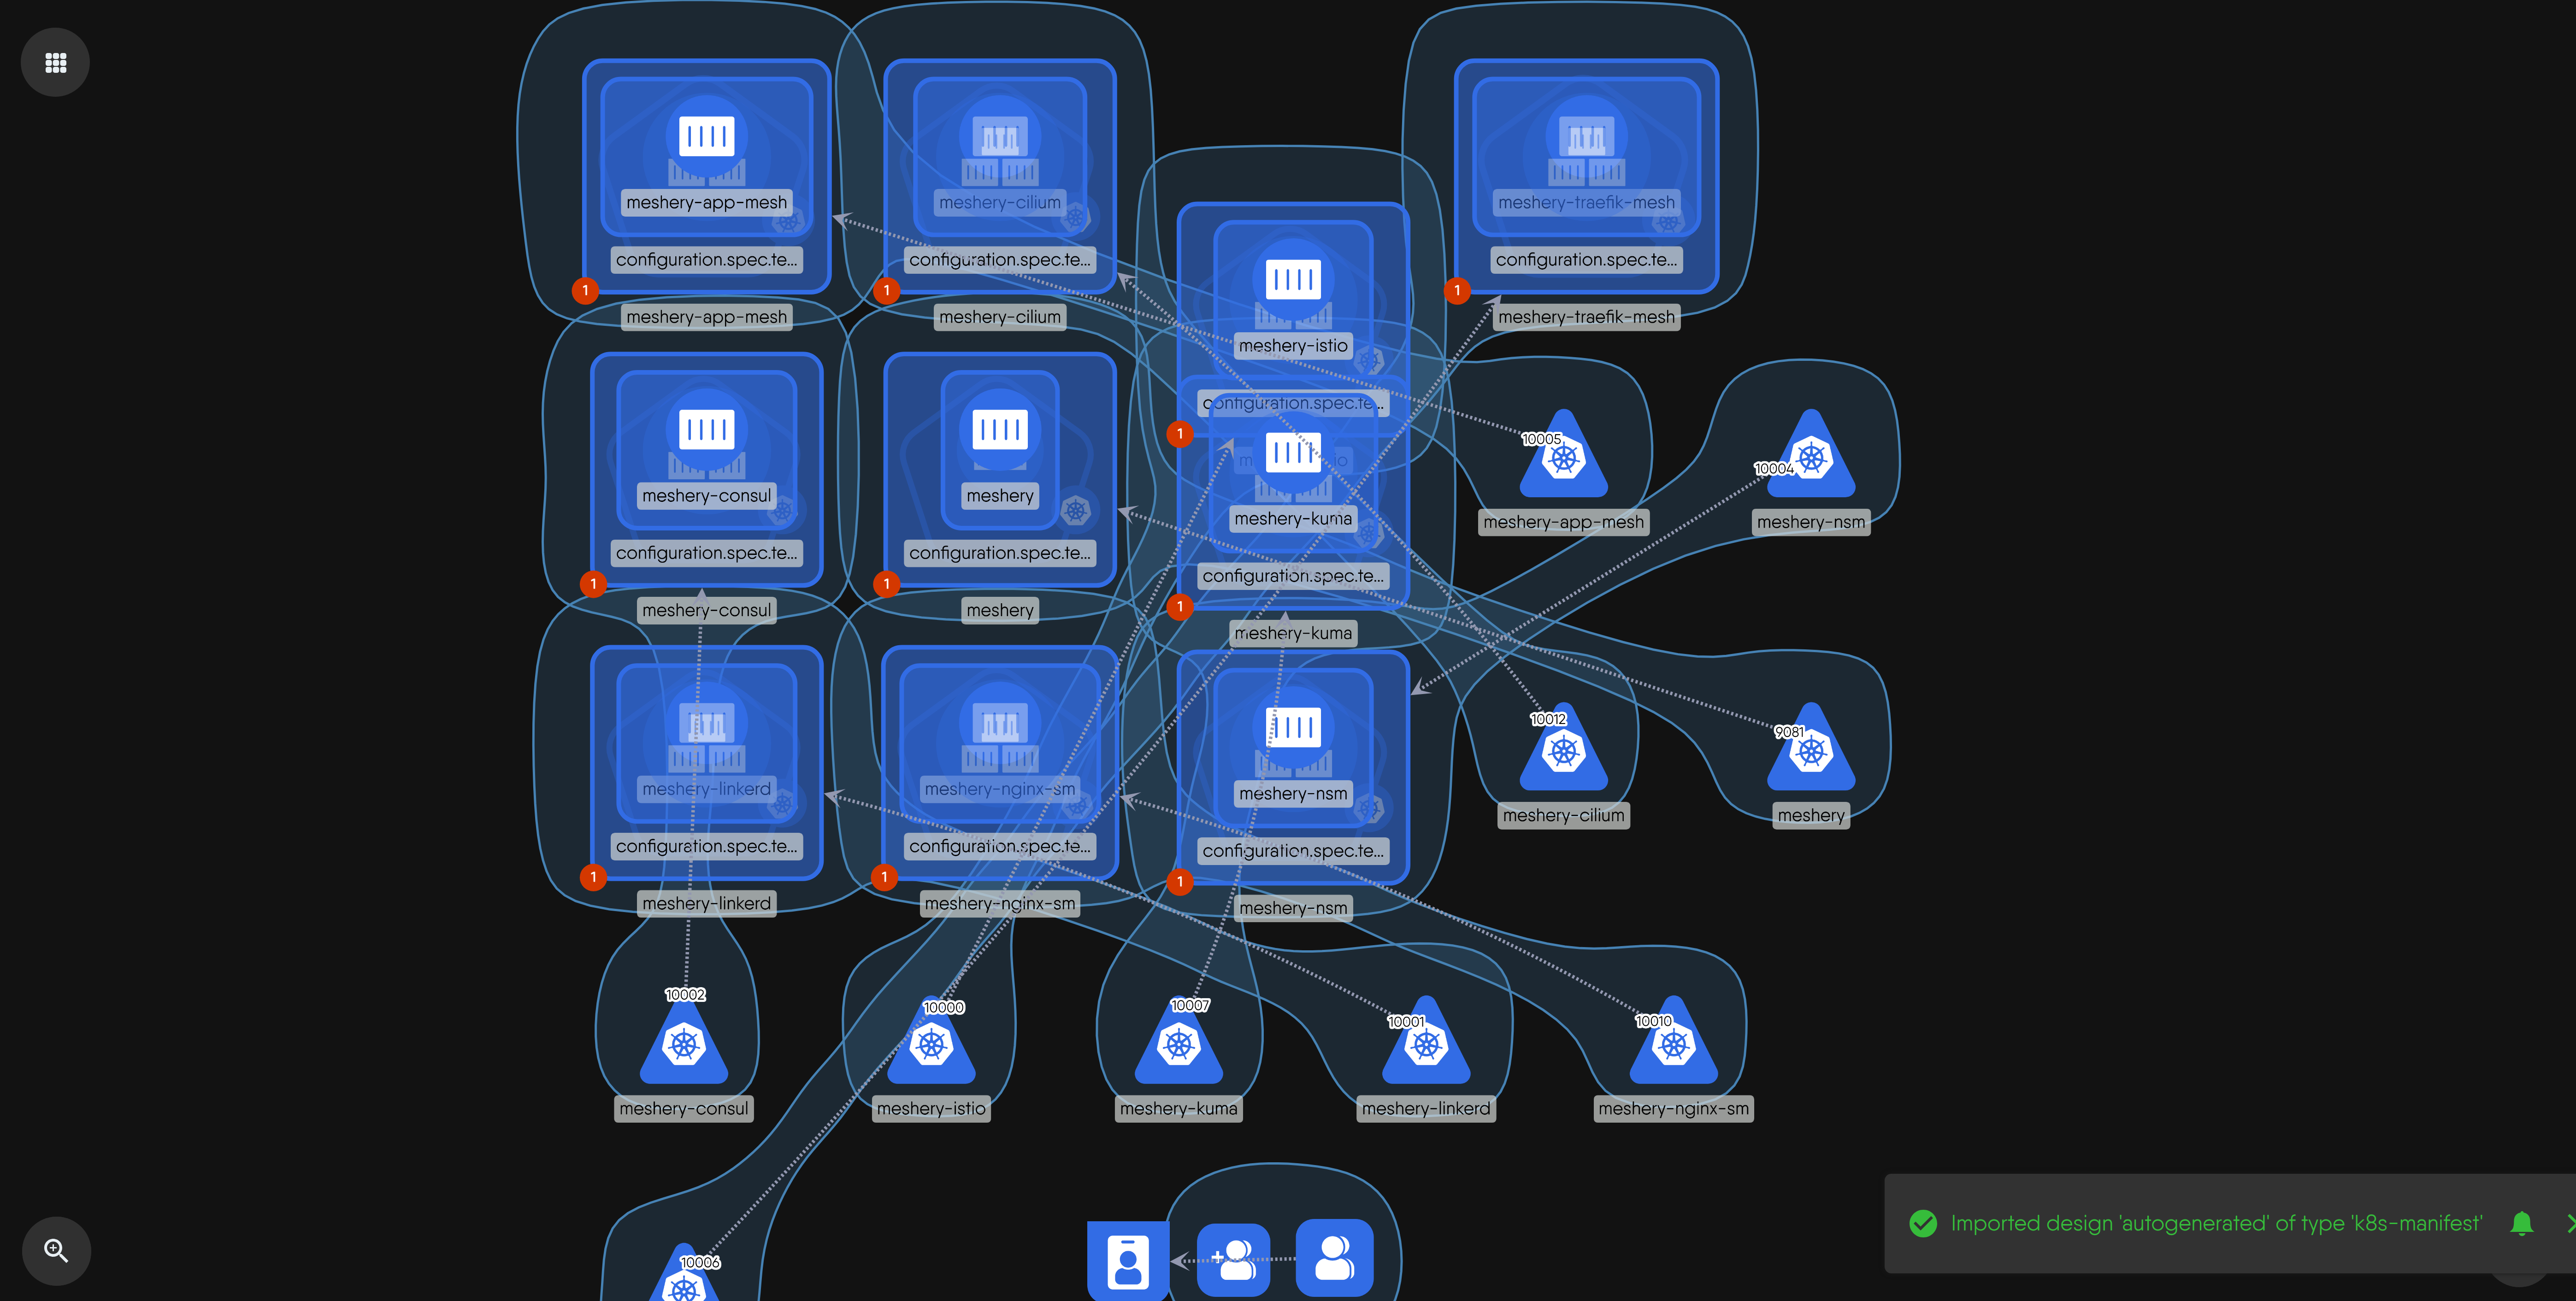 meshery-app-mesh
configuration.spec.te...
1
meshery-app-mesh
meshery-cilium
configuration.spec.te...
1
meshery-cilium
meshery-istio
configuration.spec.te...
1
meshery-traefik-mesh
configuration.spec.te...
1
meshery-traefik-mesh
meshery-consul
configuration.spec.te...
1
meshery-consul
meshery
configuration.spec.te...
1
meshery
meshery-kuma
configuration.spec.te...
1
meshery-kuma
10005
meshery-app-mesh
10004
meshery-nsm
meshery-linkerd
configuration.spec.te...
1
meshery-linkerd
meshery-nginx-sm
configuration.spec.te...
1
meshery-nginx-sm
meshery-nsm
configuration.spec.te...
1
meshery-nsm
10012
meshery-cilium
9081
meshery
10002
meshery-consul
10000
meshery-istio
10007
meshery-kuma
10001
meshery-linkerd
10010
meshery-nginx-sm
10006
Imported design 'autogenerated' of type 'k8s-manifest'